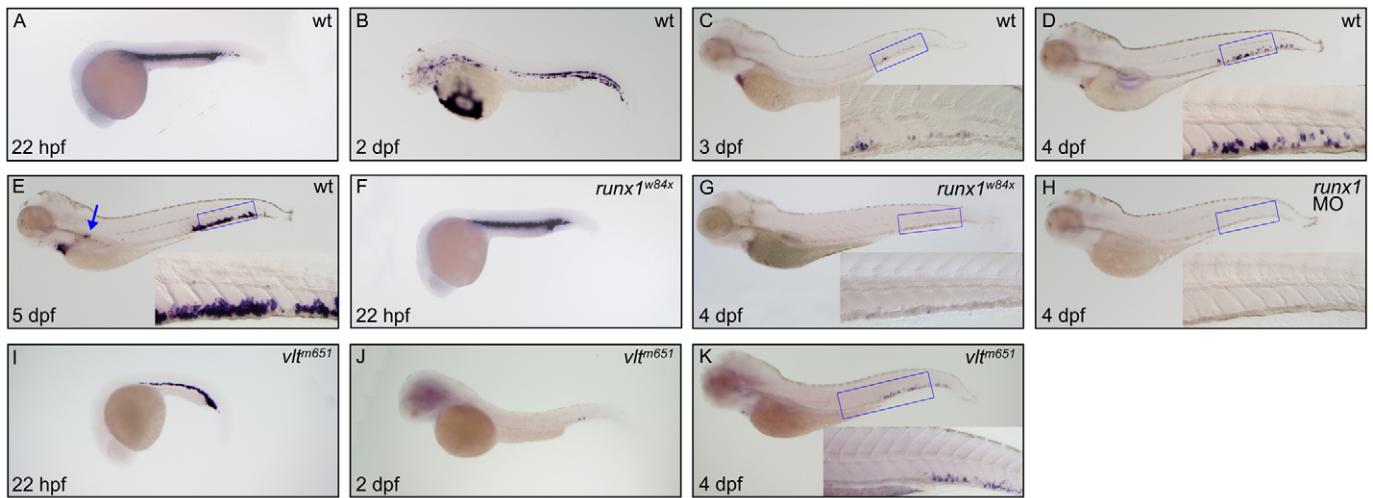 A wt
22 hpf
B wt
2 dpf
C wt
3 dpf
D wt
4 dpf
E wt
5 dpf
F runx1w84x
22 hpf
G runx1w84x
4 dpf
H runx1
MO
4 dpf
I vltm651
22 hpf
J vltm651
2 dpf
K vltm651
4 dpf